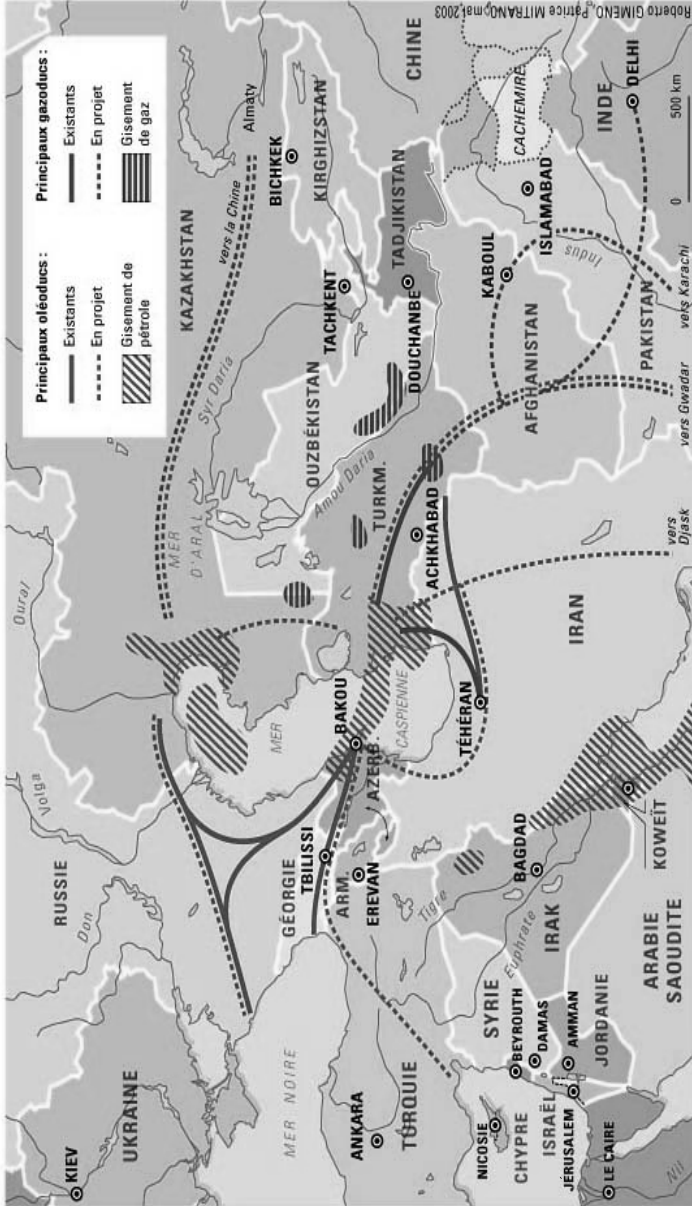 Principaux oléoducs :
Existants
En projet
Gisement de
pétrole
Principaux gazoducs :
Existants
En projet
Gisement
de gaz
KIEV
UKRAINE
RUSSIE
Don
Volga
Oural
KAZAKHSTAN
vers la Chine
Almaty
Syr Daria
MER
D'ARAL
BICHKEK
KIRGHIZSTAN
CHINE
TACHKENT
OUZBÉKISTAN
Amou Daria
TADJIKISTAN
DOUCHANBE
TURKM.
ACHKHABAD
MER NOIRE
GÉORGIE
TBILISSI
ARM.
EREVAN
AZERB.
BAKOU
MER
CASPIENNE
ANKARA
TURQUIE
TÉHÉRAN
IRAN
KABOUL
AFGHANISTAN
ISLAMABAD
CACHEMIRE
Indus
PAKISTAN
INDE
DELHI
NICOSIE
CHYPRE
SYRIE
BEYROUTH
DAMAS
ISRAËL
JÉRUSALEM
AMMAN
JORDANIE
Tigre
Euphrate
BAGDAD
IRAK
KOWEÏT
ARABIE
SAOUDITE
LE CAIRE
Nil
vers
Djask
vers Gwadar
vers Karachi
0 500 km
Roberto GIMENO, Patrice MITRANO, mai 2003